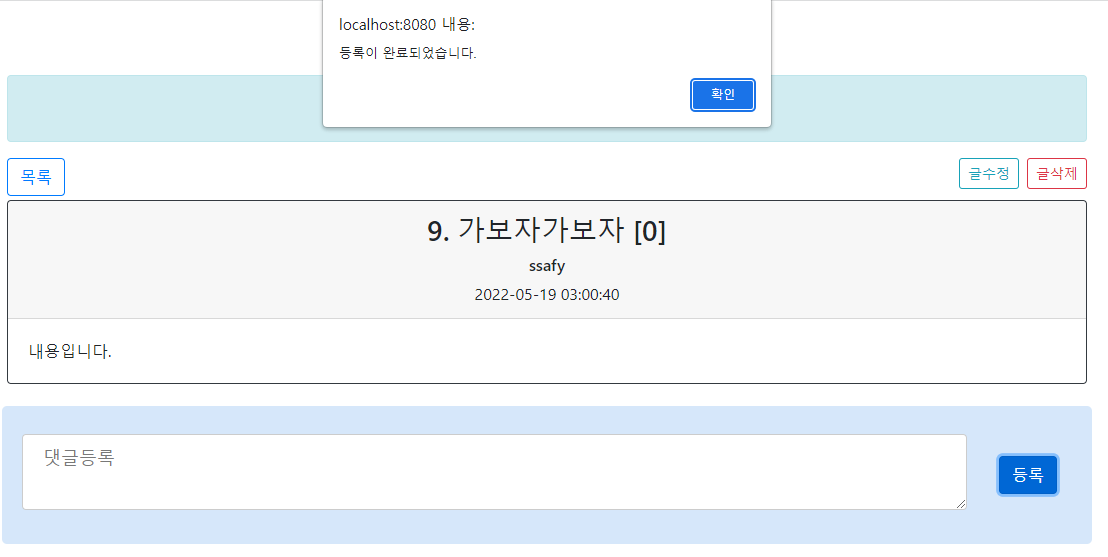 localhost:8080 내용:
등록이 완료되었습니다.
확인
목록
글수정 글삭제
9. 가보자가보자 [0]
ssafy
2022-05-19 03:00:40
내용입니다.
댓글등록
등록